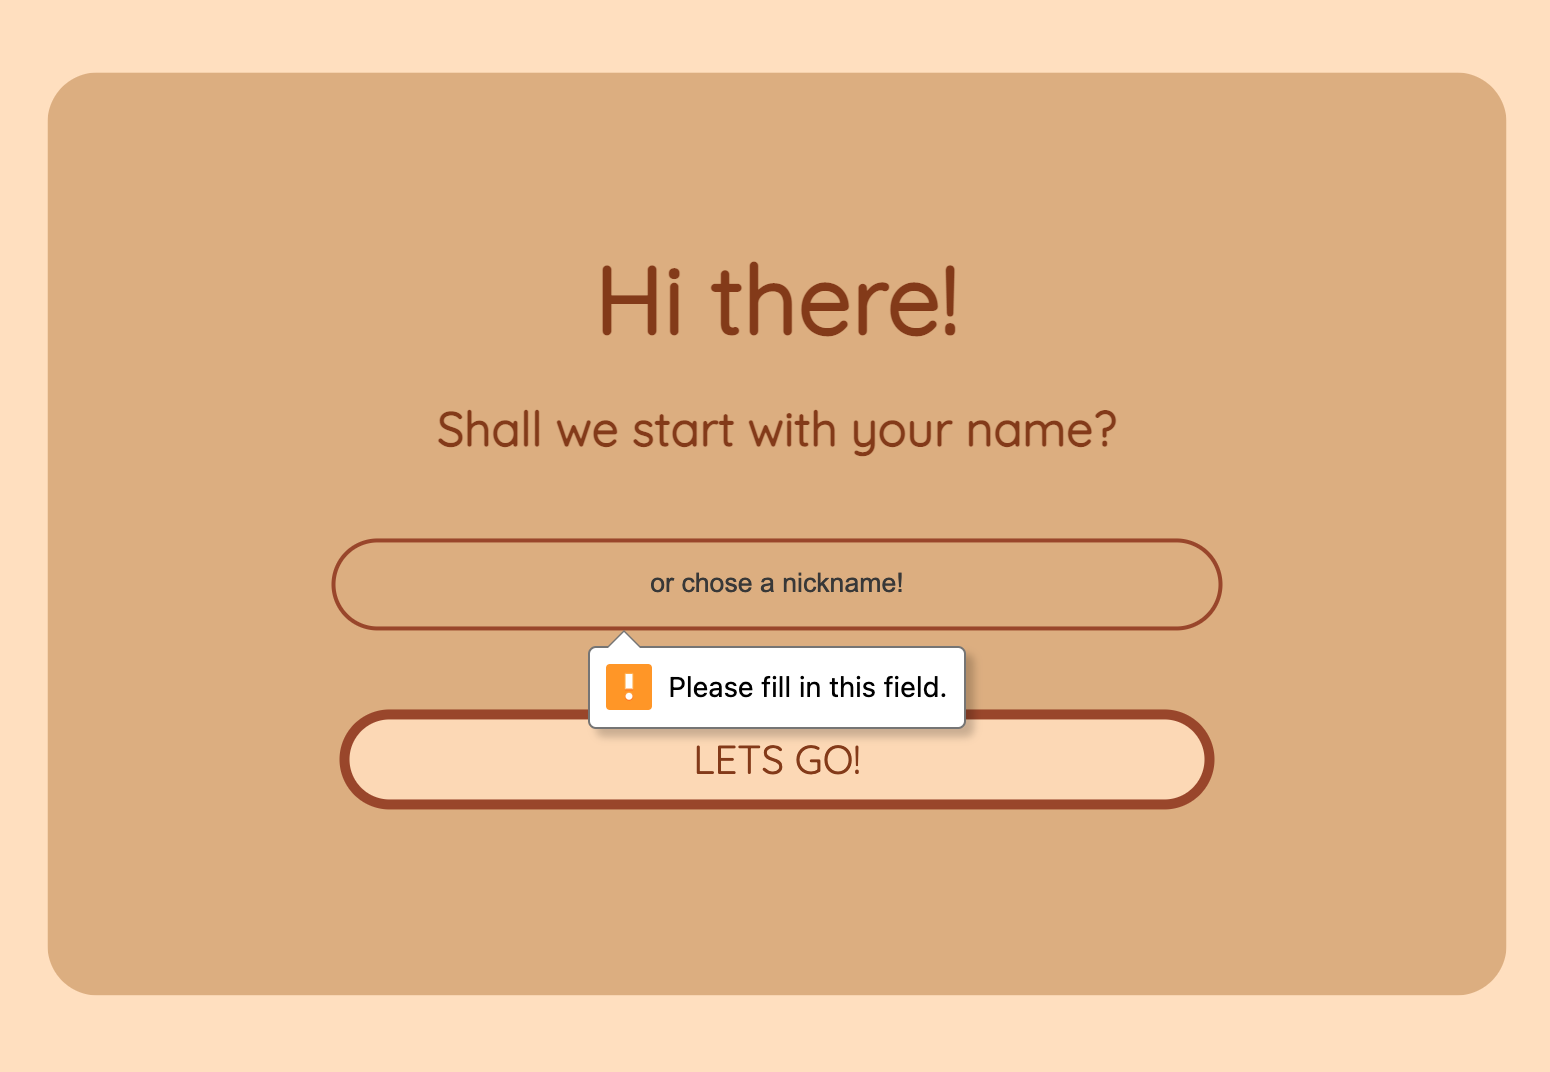 Hi there!
Shall we start with your name?
or chose a nickname!
Please fill in this field.
LETS GO!